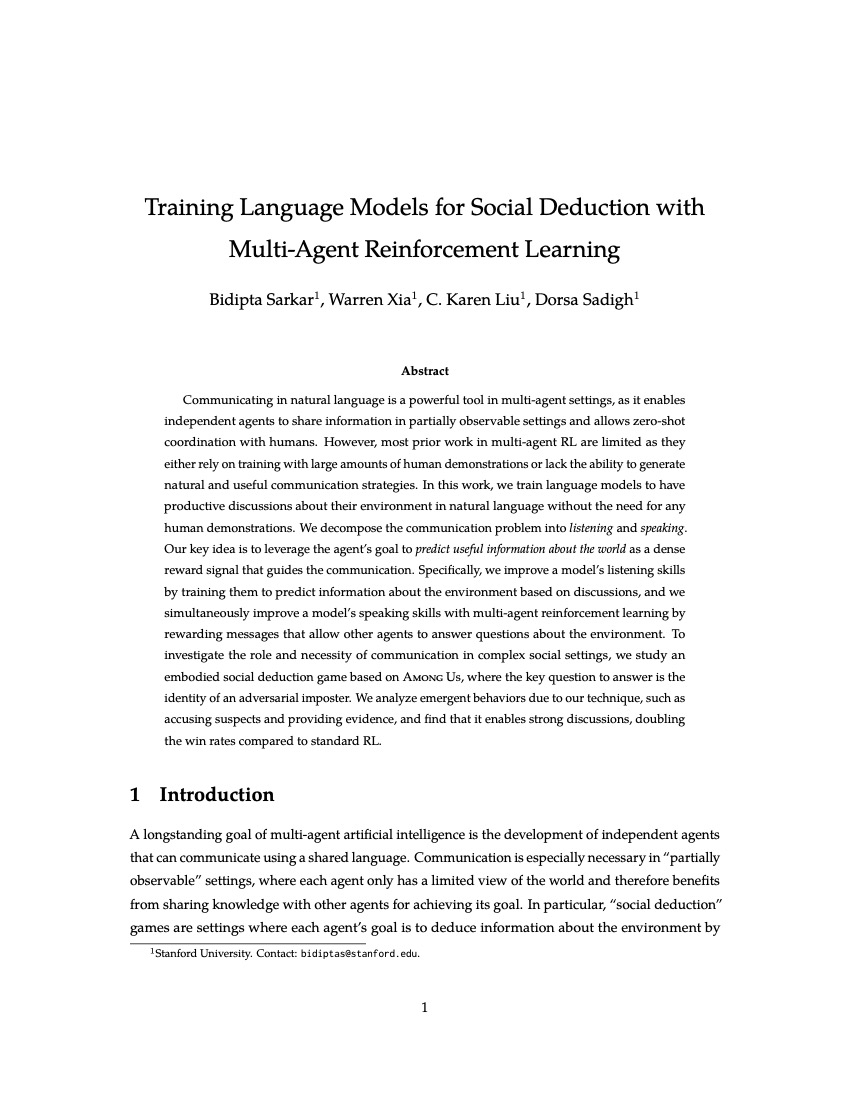 Training Language Models for Social Deduction with
Multi-Agent Reinforcement Learning
Bidipta Sarkar¹, Warren Xia¹, C. Karen Liu¹, Dorsa Sadigh¹
Abstract
Communicating in natural language is a powerful tool in multi-agent settings, as it enables
independent agents to share information in partially observable settings and allows zero-shot
coordination with humans. However, most prior work in multi-agent RL are limited as they
either rely on training with large amounts of human demonstrations or lack the ability to generate
natural and useful communication strategies. In this work, we train language models to have
productive discussions about their environment in natural language without the need for any
human demonstrations. We decompose the communication problem into listening and speaking.
Our key idea is to leverage the agent's goal to predict useful information about the world as a dense
reward signal that guides the communication. Specifically, we improve a model's listening skills
by training them to predict information about the environment based on discussions, and we
simultaneously improve a model's speaking skills with multi-agent reinforcement learning by
rewarding messages that allow other agents to answer questions about the environment. To
investigate the role and necessity of communication in complex social settings, we study an
embodied social deduction game based on Among Us, where the key question to answer is the
identity of an adversarial imposter. We analyze emergent behaviors due to our technique, such as
accusing suspects and providing evidence, and find that it enables strong discussions, doubling
the win rates compared to standard RL.
1 Introduction
A longstanding goal of multi-agent artificial intelligence is the development of independent agents
that can communicate using a shared language. Communication is especially necessary in "partially
observable" settings, where each agent only has a limited view of the world and therefore benefits
from sharing knowledge with other agents for achieving its goal. In particular, "social deduction"
games are settings where each agent's goal is to deduce information about the environment by
¹Stanford University. Contact: bidiptas@stanford.edu.
1